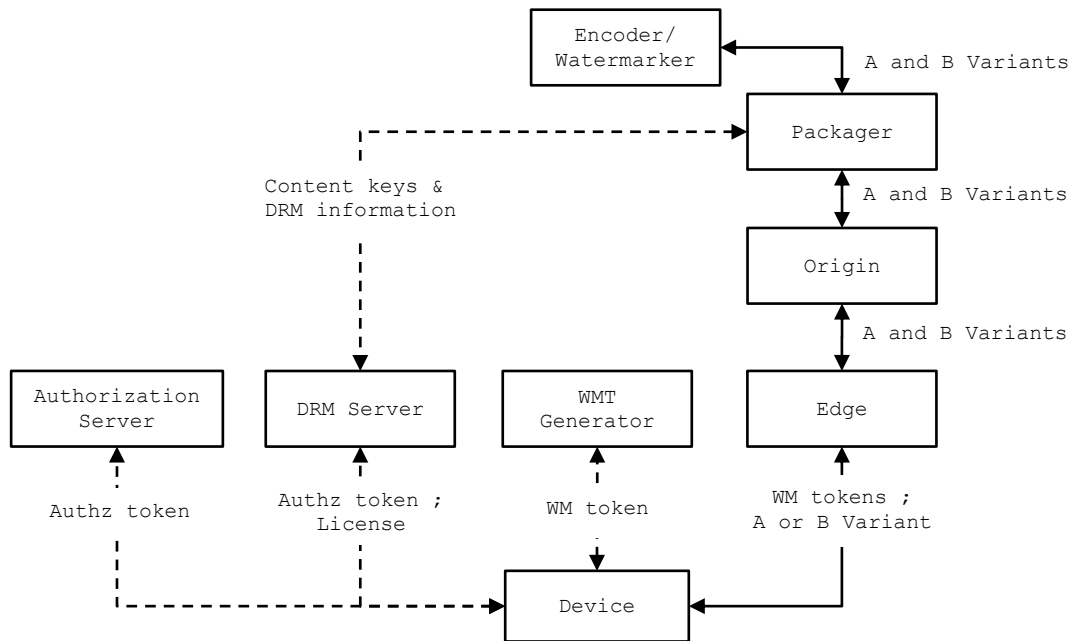 Encoder/
Watermarker
A and B Variants
Packager
Content keys &
DRM information
A and B Variants
Origin
A and B Variants
Authorization
Server
DRM Server
WMT
Generator
Edge
Authz token
Authz token ;
License
WM token
WM tokens ;
A or B Variant
Device